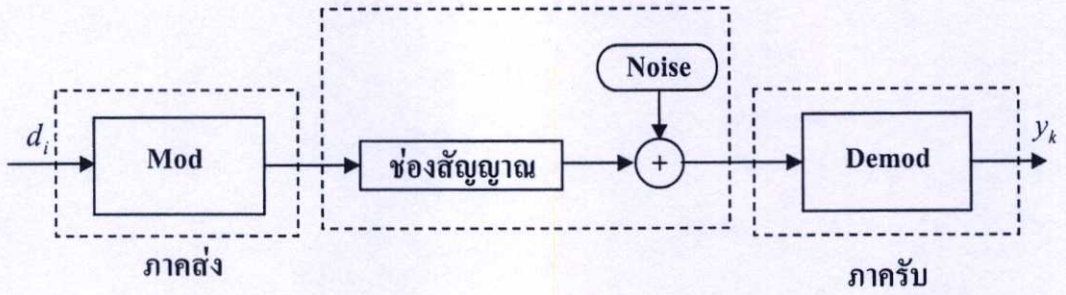 Noise
d_i
Mod
ช่องสัญญาณ
+
Demod
y_k
ภาคส่ง
ภาครับ